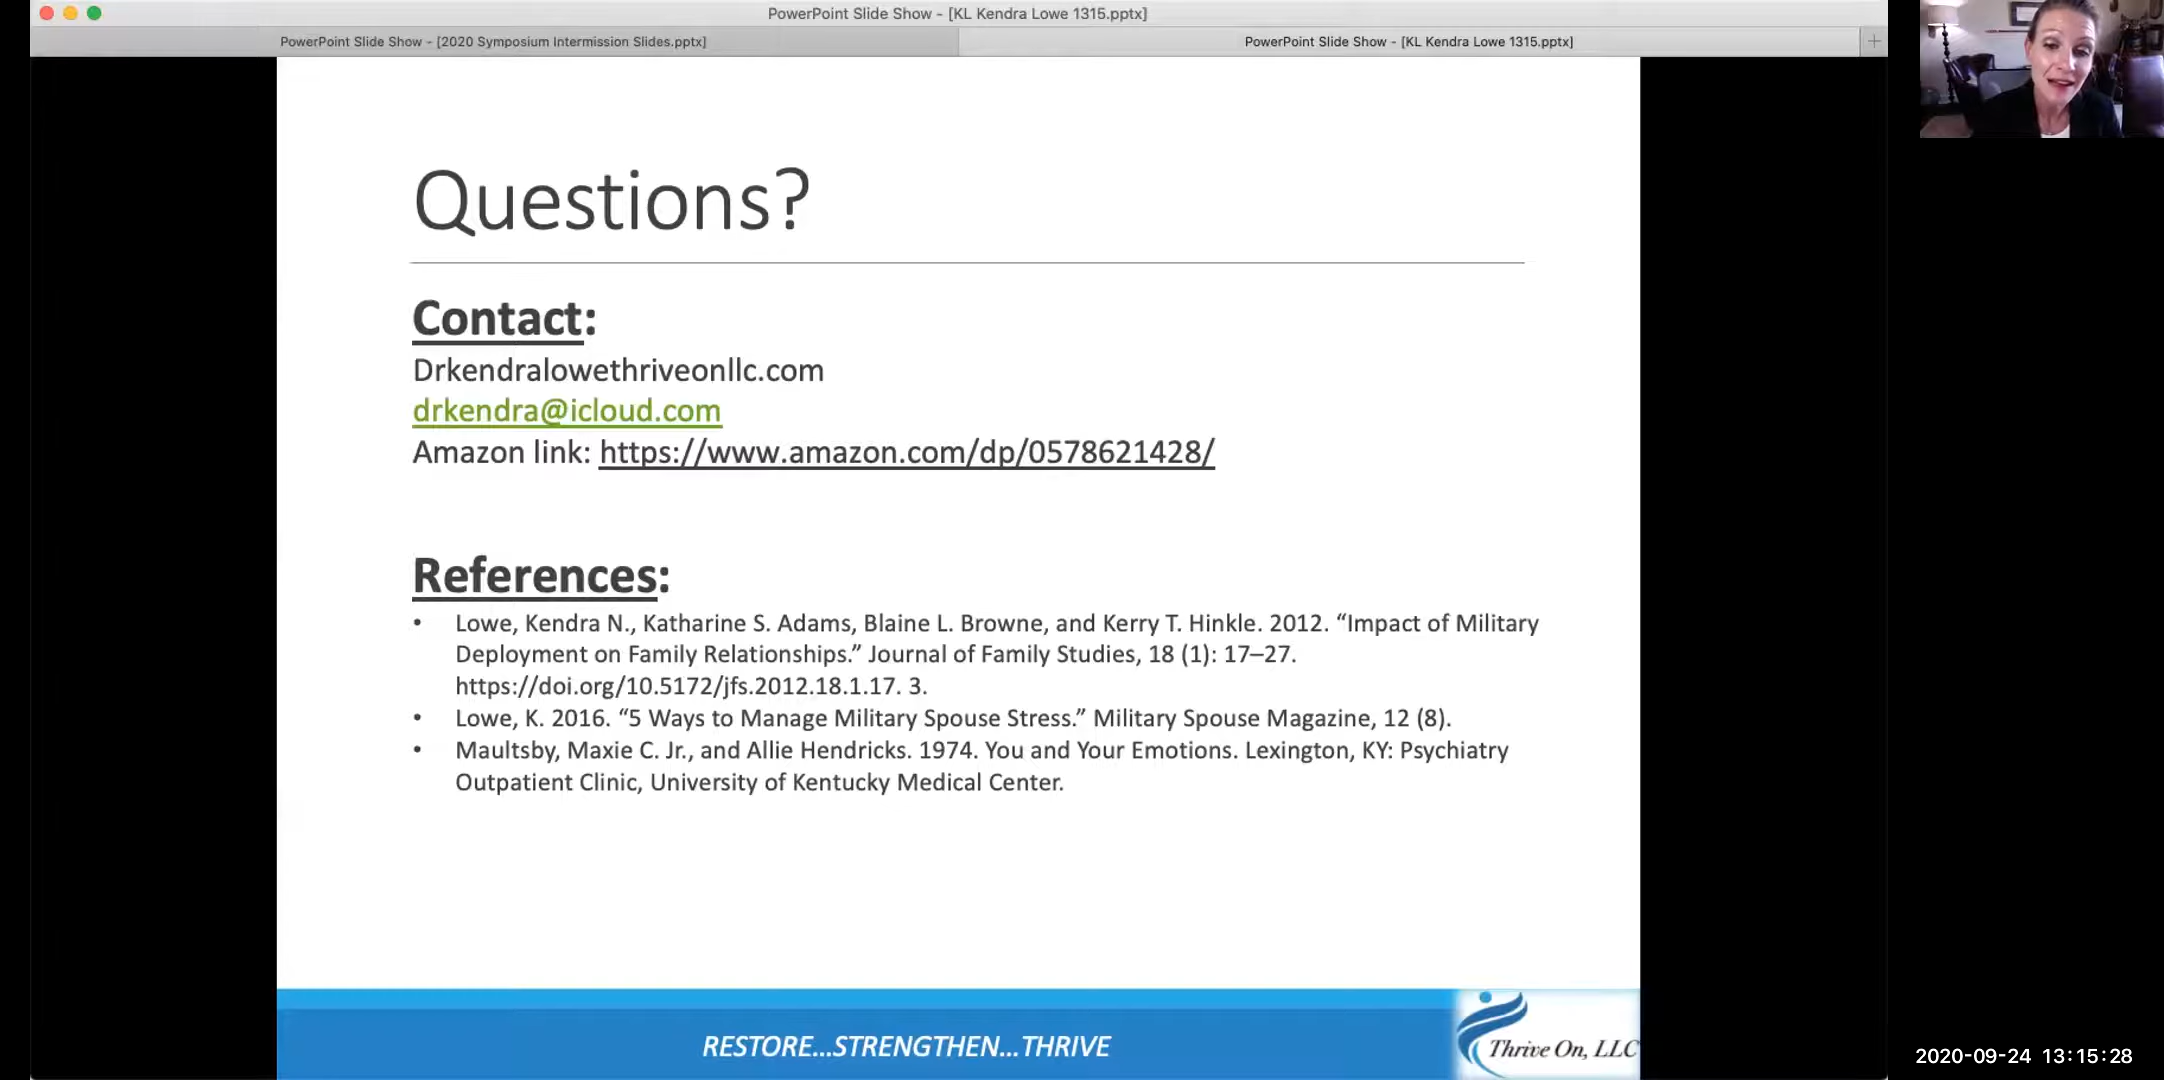 PowerPoint Slide Show - [KL Kendra Lowe 1315.pptx]
PowerPoint Slide Show - [2020 Symposium Intermission Slides.pptx]
PowerPoint Slide Show - [KL Kendra Lowe 1315.pptx]
Questions?
Contact:
Drkendralowethriveonllc.com
drkendra@icloud.com
Amazon link: https://www.amazon.com/dp/0578621428/
References:
• Lowe, Kendra N., Katharine S. Adams, Blaine L. Browne, and Kerry T. Hinkle. 2012. “Impact of Military
Deployment on Family Relationships.” Journal of Family Studies, 18 (1): 17–27.
https://doi.org/10.5172/jfs.2012.18.1.17. 3.
• Lowe, K. 2016. “5 Ways to Manage Military Spouse Stress.” Military Spouse Magazine, 12 (8).
• Maultsby, Maxie C. Jr., and Allie Hendricks. 1974. You and Your Emotions. Lexington, KY: Psychiatry
Outpatient Clinic, University of Kentucky Medical Center.
RESTORE...STRENGTHEN...THRIVE
Thrive On, LLC
2020-09-24 13:15:28